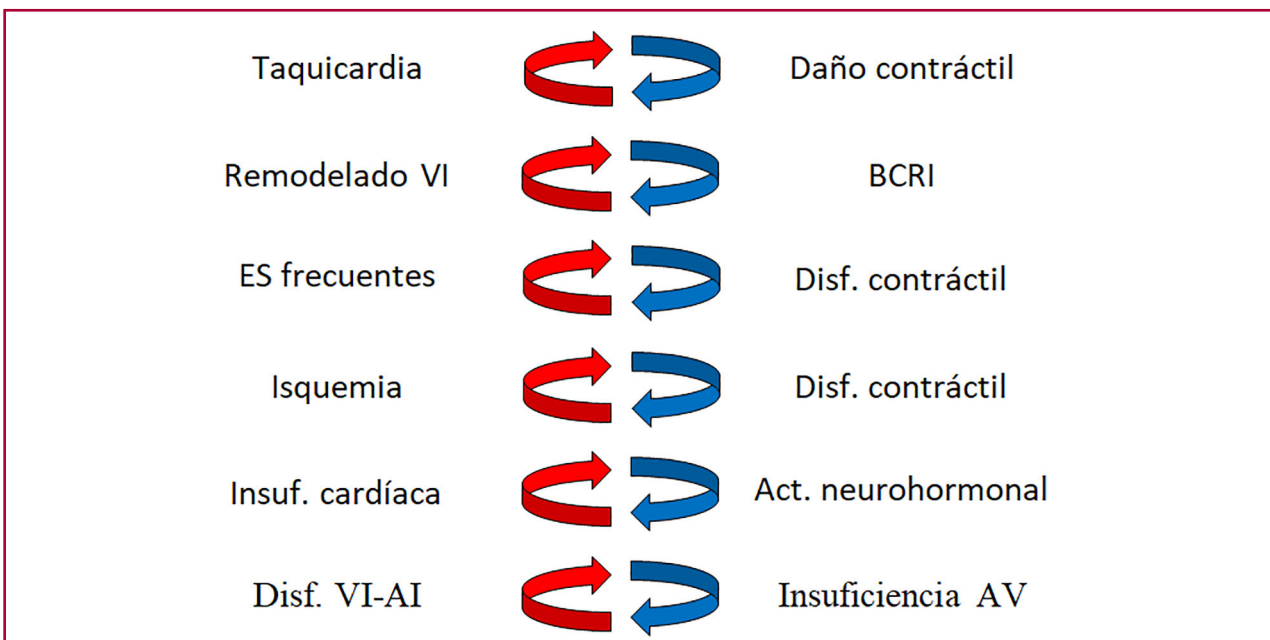 Taquicardia Daño contráctil
Remodelado VI BCRI
ES frecuentes Disf. contráctil
Isquemia Disf. contráctil
Insuf. cardíaca Act. neurohormonal
Disf. VI-AI Insuficiencia AV